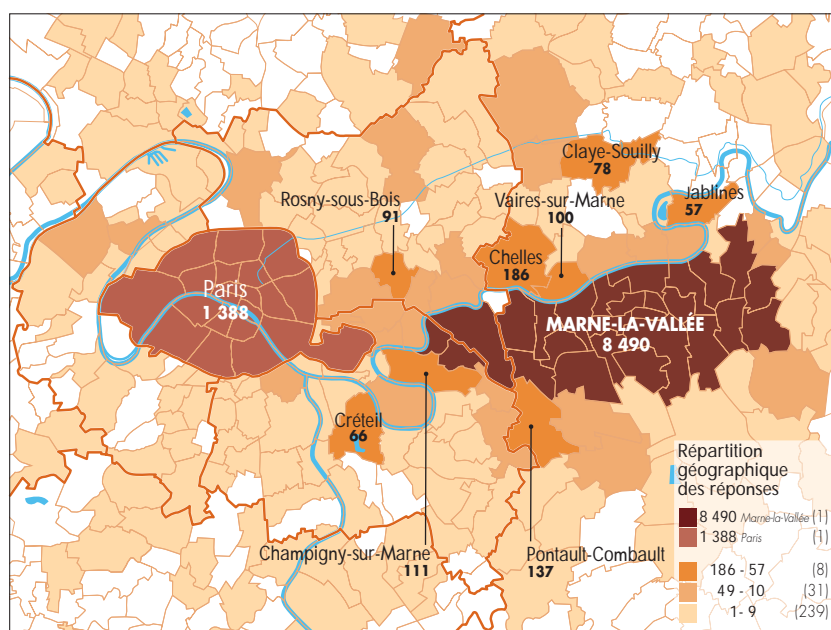 Claye-Souilly
78
Rosny-sous-Bois
91
Vaires-sur-Marne
100
Jablines
57
Chelles
186
Paris
1 388
MARNE-LA-VALLÉE
8 490
Créteil
66
Champigny-sur-Marne
111
Pontault-Combault
137
Répartition
géographique
des réponses
8 490 Marne-la-Vallée (1)
1 388 Paris (1)
186 - 57 (8)
49 - 10 (31)
1 - 9 (239)